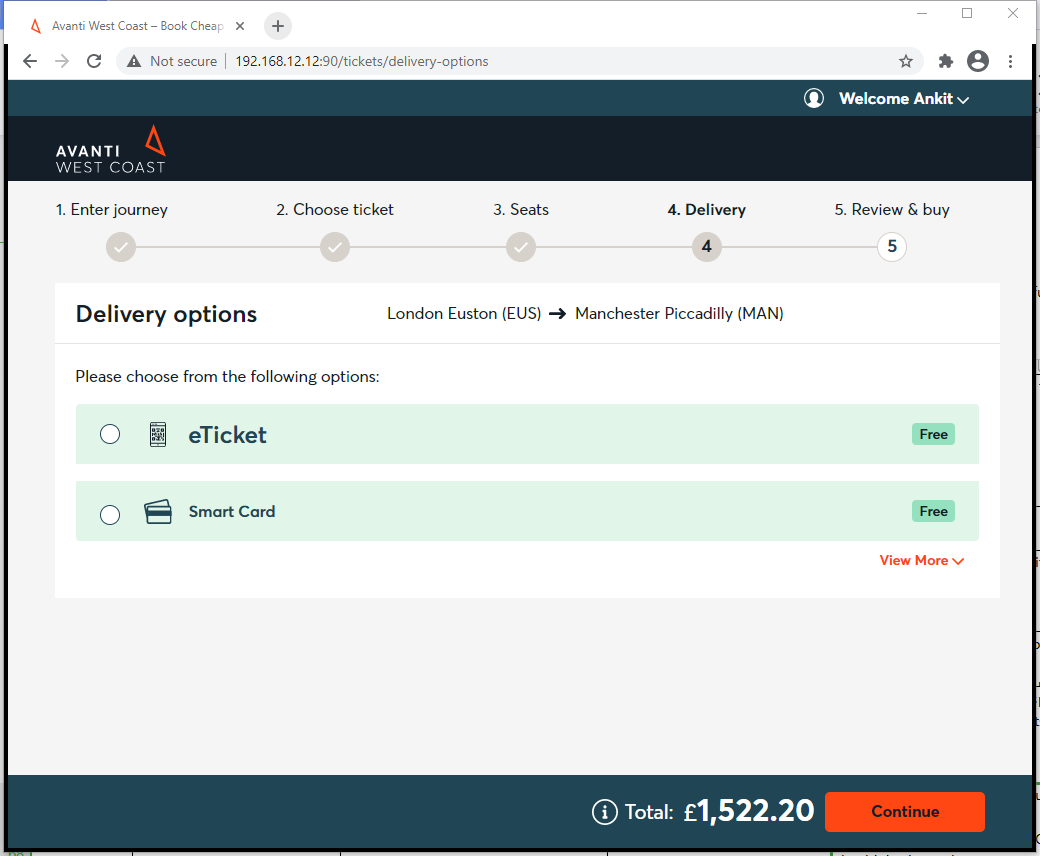 Avanti West Coast – Book Cheap
Not secure | 192.168.12.12:90/tickets/delivery-options
Welcome Ankit
AVANTI
WEST COAST
1. Enter journey 2. Choose ticket 3. Seats 4. Delivery 5. Review & buy
4 5
Delivery options London Euston (EUS) → Manchester Piccadilly (MAN)
Please choose from the following options:
eTicket Free
Smart Card Free
View More
Total: £1,522.20 Continue